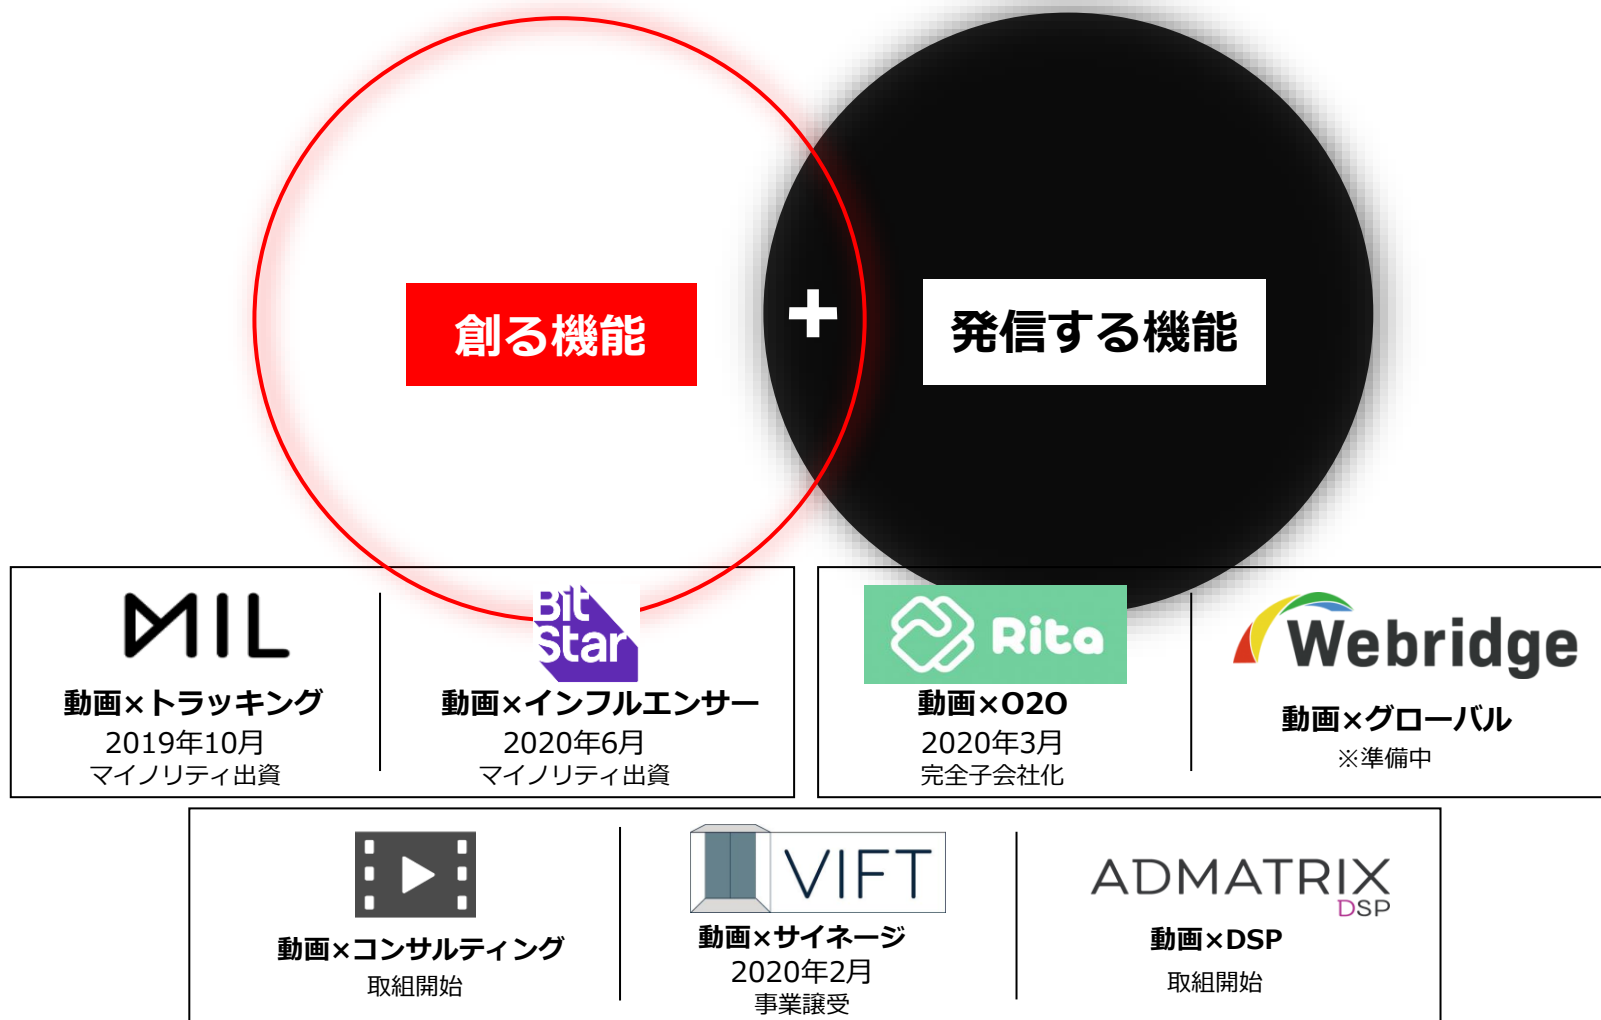 創る機能
+
発信する機能
MIL
動画×トラッキング
2019年10月
マイノリティ出資
Bit
Star
動画×インフルエンサー
2020年6月
マイノリティ出資
Rita
動画×O2O
2020年3月
完全子会社化
Webridge
動画×グローバル
※準備中
動画×コンサルティング
取組開始
VIFT
動画×サイネージ
2020年2月
事業譲受
ADMATRIX
DSP
動画×DSP
取組開始